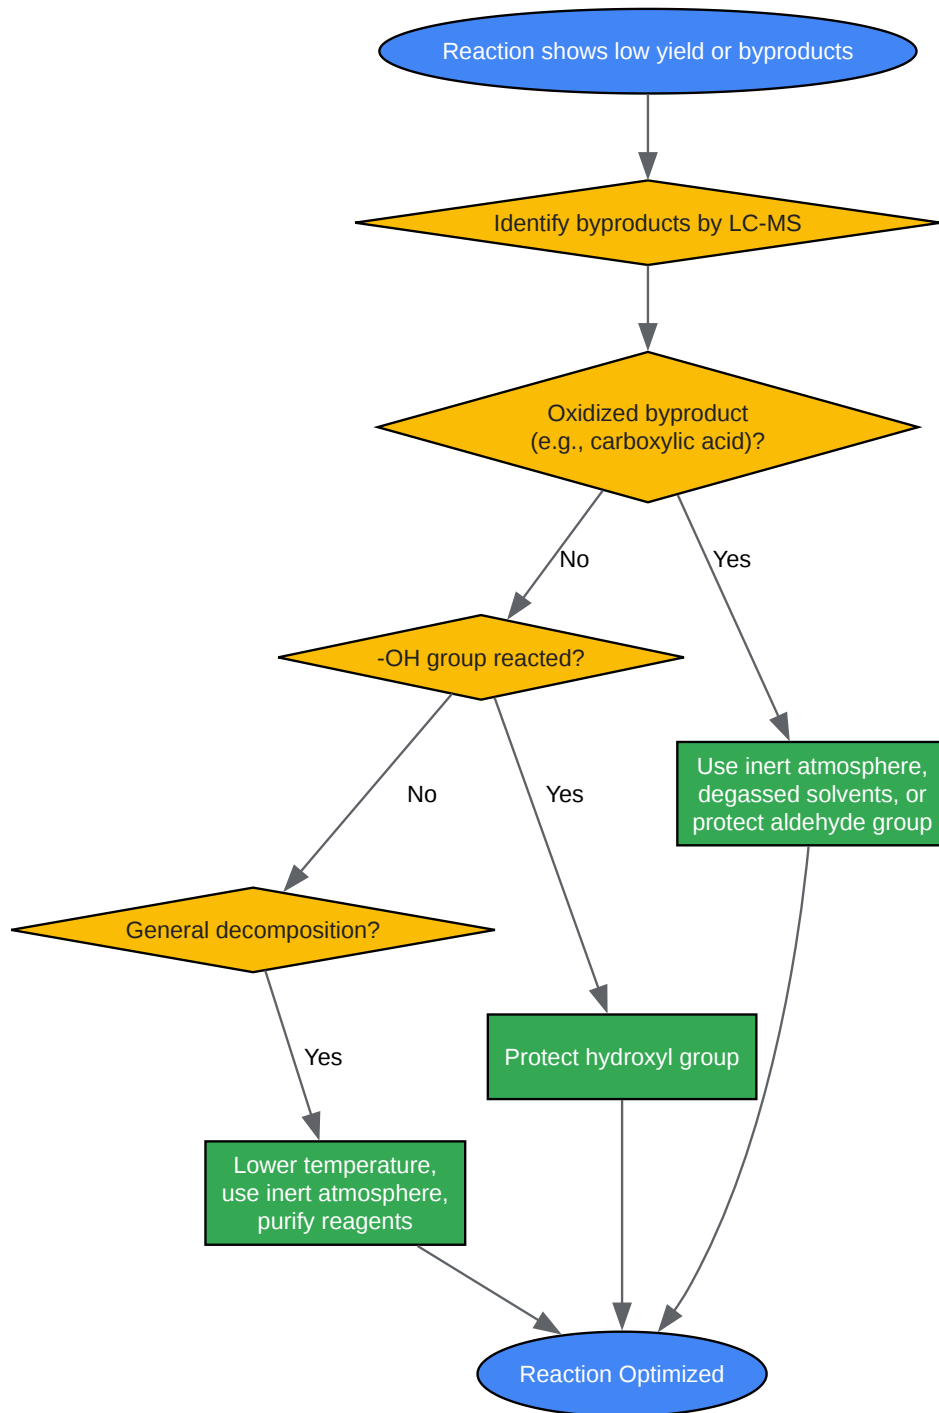 Reaction shows low yield or byproducts
Identify byproducts by LC-MS
Oxidized byproduct
(e.g., carboxylic acid)?
No
Yes
-OH group reacted?
Use inert atmosphere,
degassed solvents, or
protect aldehyde group
No
Yes
General decomposition?
Protect hydroxyl group
Yes
Lower temperature,
use inert atmosphere,
purify reagents
Reaction Optimized